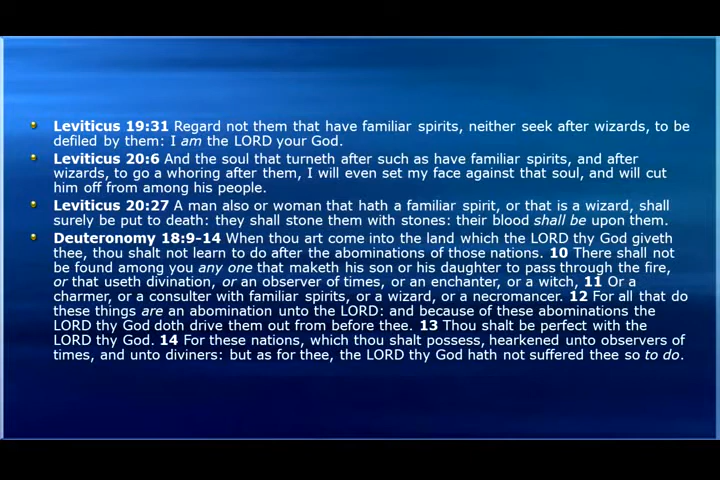 Leviticus 19:31 Regard not them that have familiar spirits, neither seek after wizards, to be
defiled by them: I am the LORD your God.
Leviticus 20:6 And the soul that turneth after such as have familiar spirits, and after
wizards, to go a whoring after them, I will even set my face against that soul, and will cut
him off from among his people.
Leviticus 20:27 A man also or woman that hath a familiar spirit, or that is a wizard, shall
surely be put to death: they shall stone them with stones: their blood shall be upon them.
Deuteronomy 18:9-14 When thou art come into the land which the LORD thy God giveth
thee, thou shalt not learn to do after the abominations of those nations. 10 There shall not
be found among you any one that maketh his son or his daughter to pass through the fire,
or that useth divination, or an observer of times, or an enchanter, or a witch, 11 Or a
charmer, or a consulter with familiar spirits, or a wizard, or a necromancer. 12 For all that do
these things are an abomination unto the LORD: and because of these abominations the
LORD thy God doth drive them out from before thee. 13 Thou shalt be perfect with the
LORD thy God. 14 For these nations, which thou shalt possess, hearkened unto observers of
times, and unto diviners: but as for thee, the LORD thy God hath not suffered thee so to do.